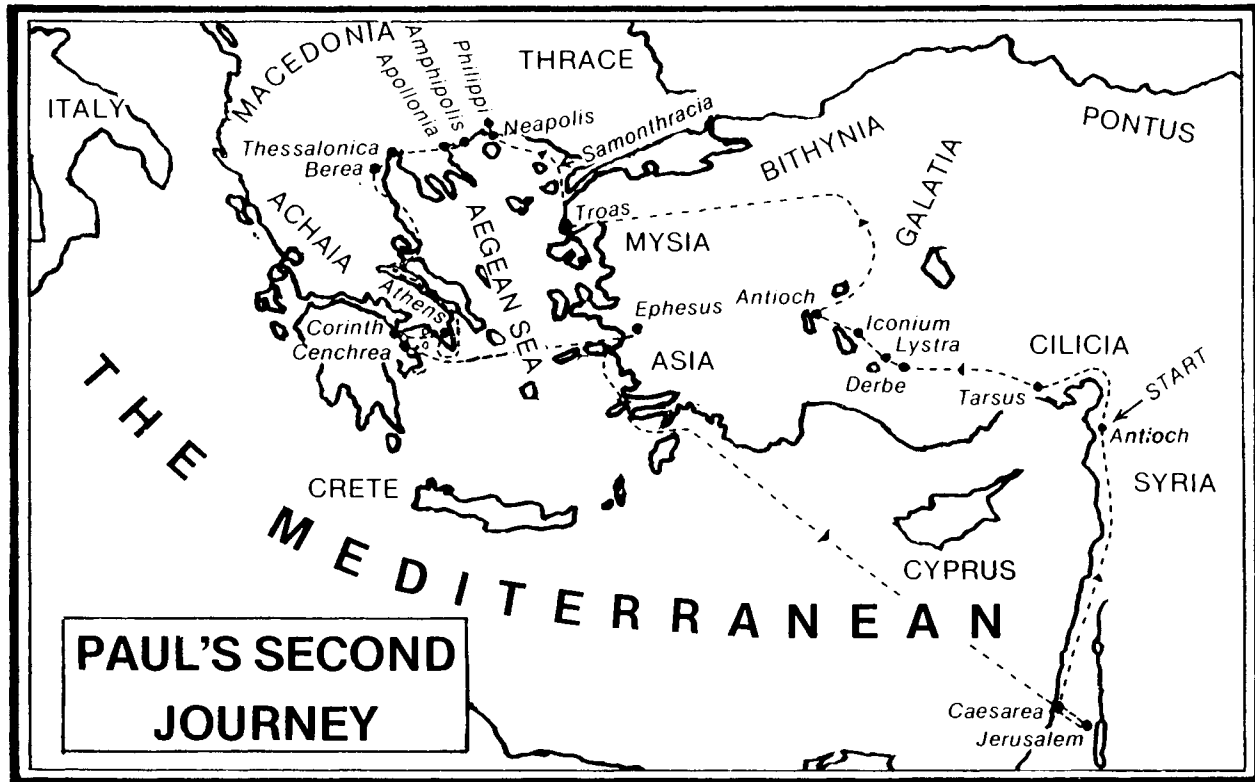 MACEDONIA
Apollonia
Amphipolis
Philippi
THRACE
ITALY
Neapolis
Samonthracia
PONTUS
Thessalonica
Berea
BITHYNIA
GALATIA
ACHAIA
AEGEAN SEA
Troas
MYSIA
Athens
Ephesus
Antioch
Corinth
Cenchrea
Iconium
Lystra
CILICIA
START
ASIA
Derbe
Tarsus
Antioch
THE MEDITERRANEAN
CRETE
SYRIA
CYPRUS
PAUL'S SECOND
JOURNEY
Caesarea
Jerusalem